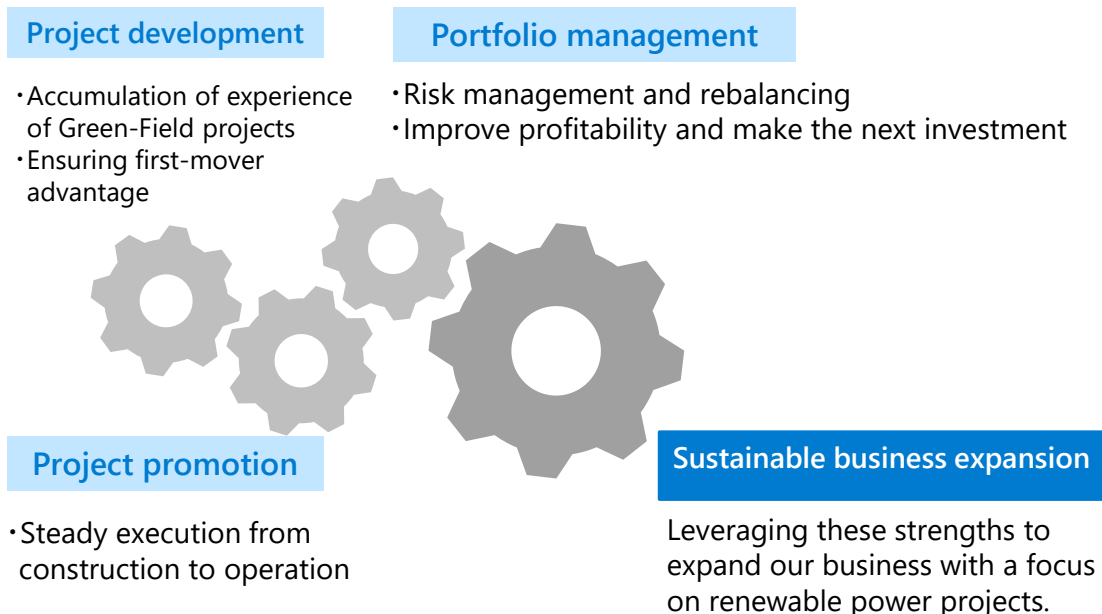 Project development
・Accumulation of experience
of Green-Field projects
・Ensuring first-mover
advantage
Portfolio management
・Risk management and rebalancing
・Improve profitability and make the next investment
Project promotion
・Steady execution from
construction to operation
Sustainable business expansion
Leveraging these strengths to
expand our business with a focus
on renewable power projects.